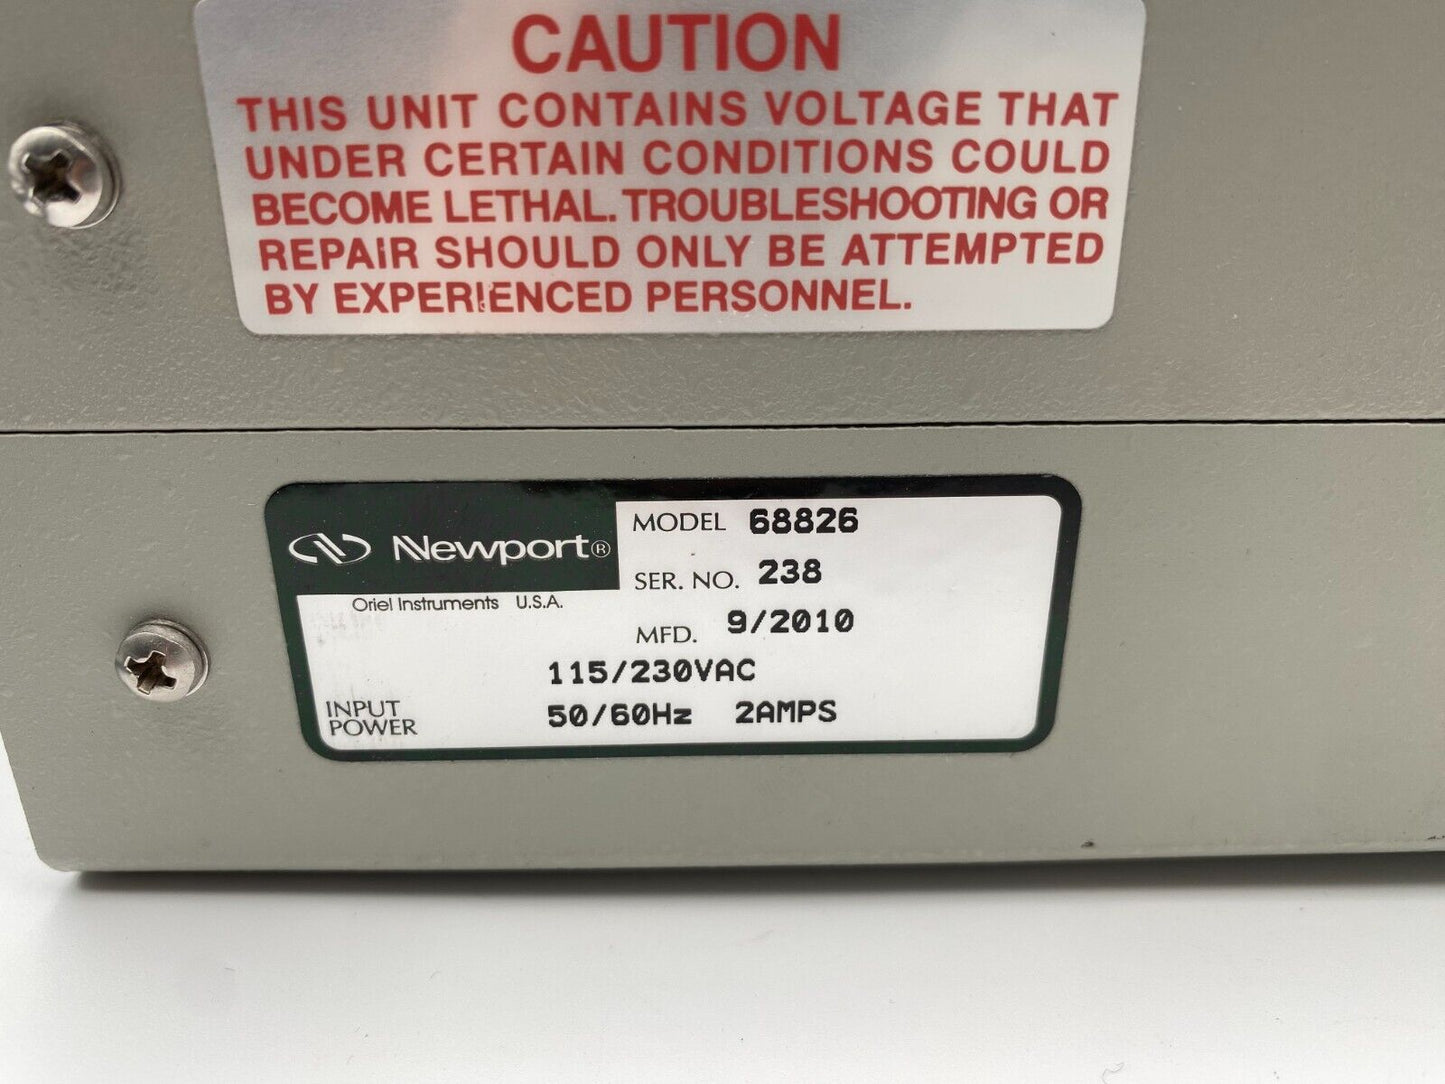 CAUTION
THIS UNIT CONTAINS VOLTAGE THAT
UNDER CERTAIN CONDITIONS COULD
BECOME LETHAL. TROUBLESHOOTING OR
REPAIR SHOULD ONLY BE ATTEMPTED
BY EXPERIENCED PERSONNEL.
Newport®
Oriel Instruments U.S.A.
MODEL 68826
SER. NO. 238
MFD. 9/2010
115/230VAC
INPUT
POWER
50/60Hz 2AMPS